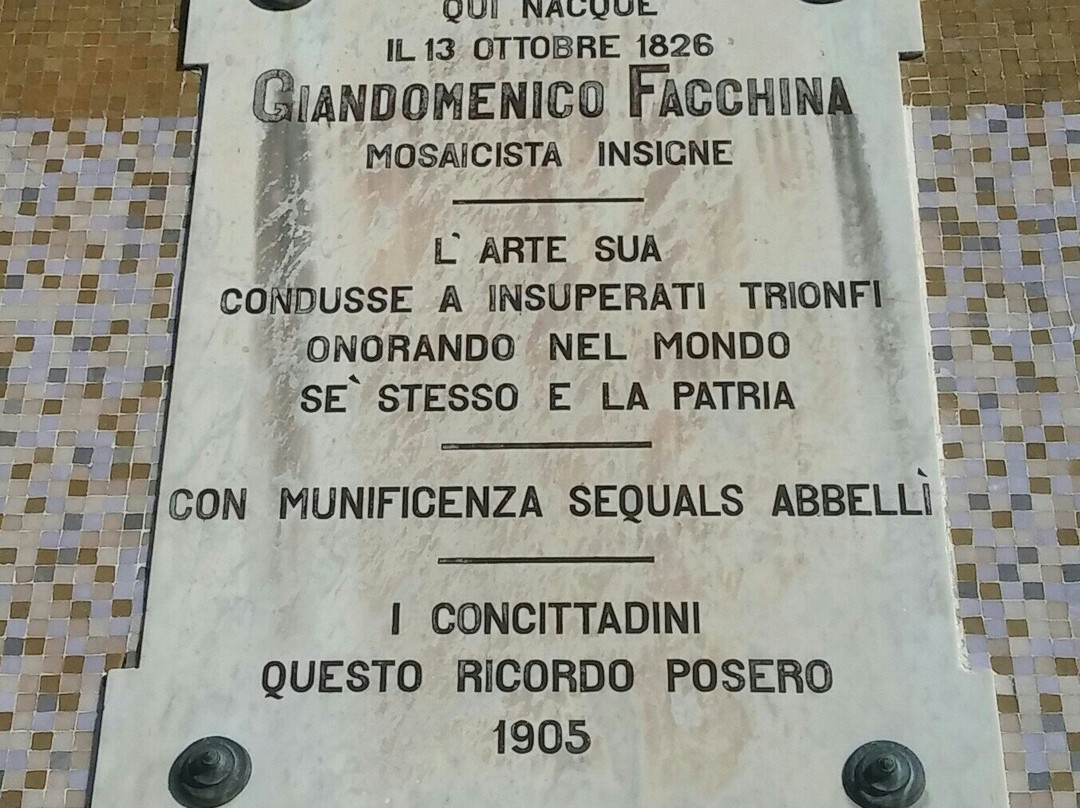 QUI NACQUE
IL 13 OTTOBRE 1826
GIANDOMENICO FACCHINA
MOSAICISTA INSIGNE
L` ARTE SUA
CONDUSSE A INSUPERATI TRIONFI
ONORANDO NEL MONDO
SE` STESSO E LA PATRIA
CON MUNIFICENZA SEQUALS ABBELLÌ
I CONCITTADINI
QUESTO RICORDO POSERO
1905